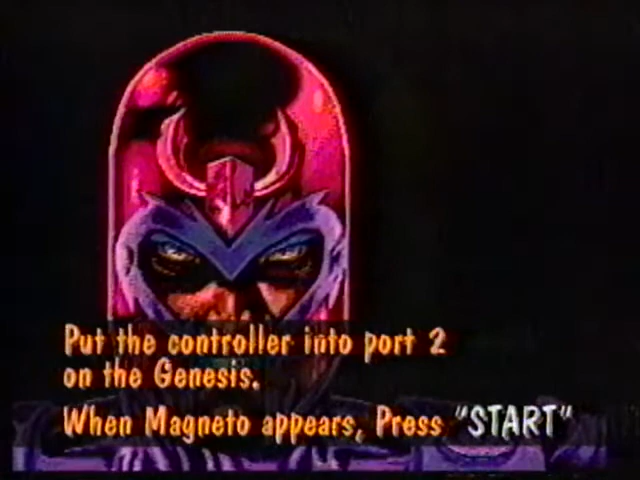 Put the controller into port 2
on the Genesis.
When Magneto appears, Press "START"